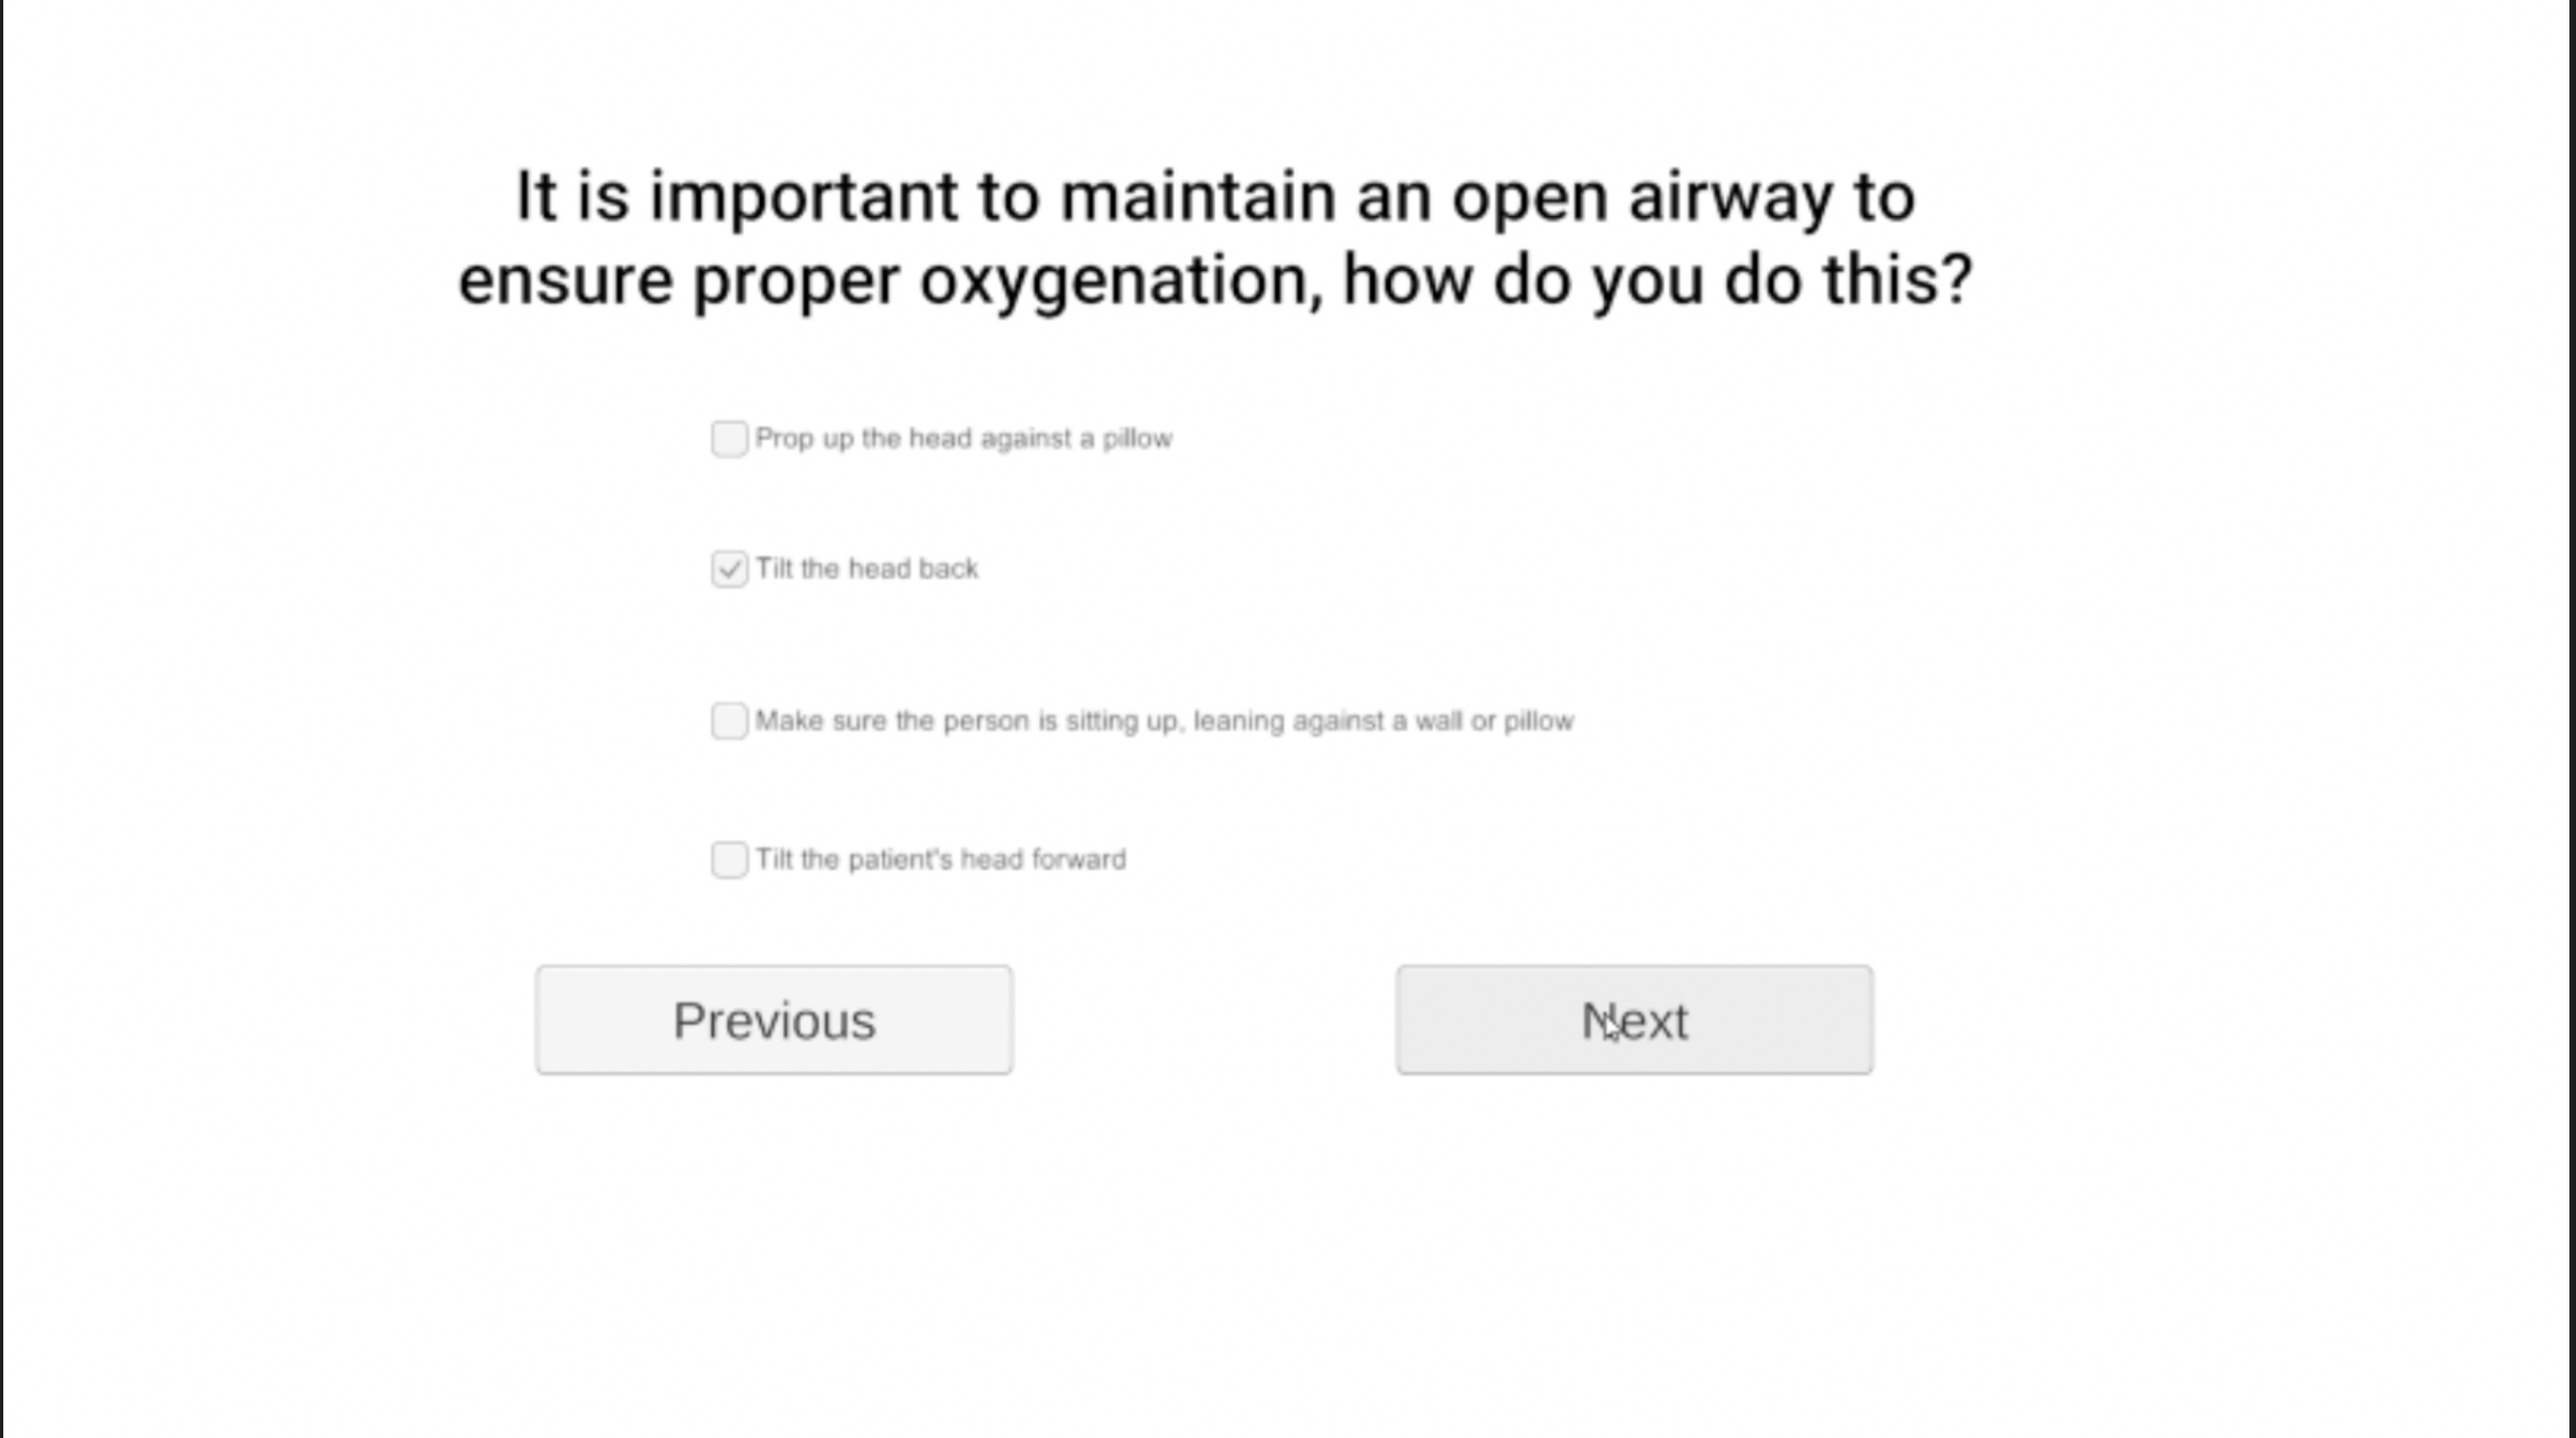 It is important to maintain an open airway to
ensure proper oxygenation, how do you do this?
Prop up the head against a pillow
Tilt the head back
Make sure the person is sitting up, leaning against a wall or pillow
Tilt the patient's head forward
Previous
Next